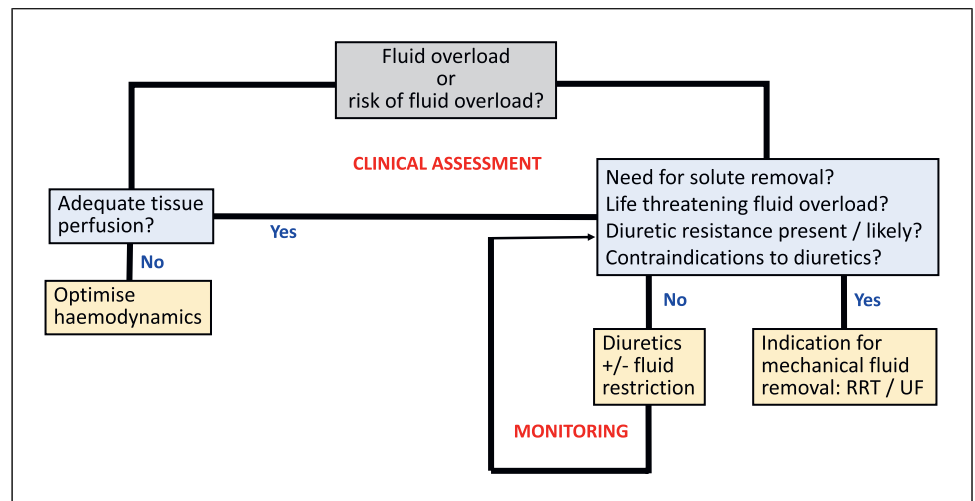 Fluid overload
or
risk of fluid overload?
CLINICAL ASSESSMENT
Adequate tissue
perfusion?
Yes
No
Optimise
haemodynamics
Need for solute removal?
Life threatening fluid overload?
Diuretic resistance present / likely?
Contraindications to diuretics?
No
Yes
Diuretics
+/- fluid
restriction
Indication for
mechanical fluid
removal: RRT / UF
MONITORING